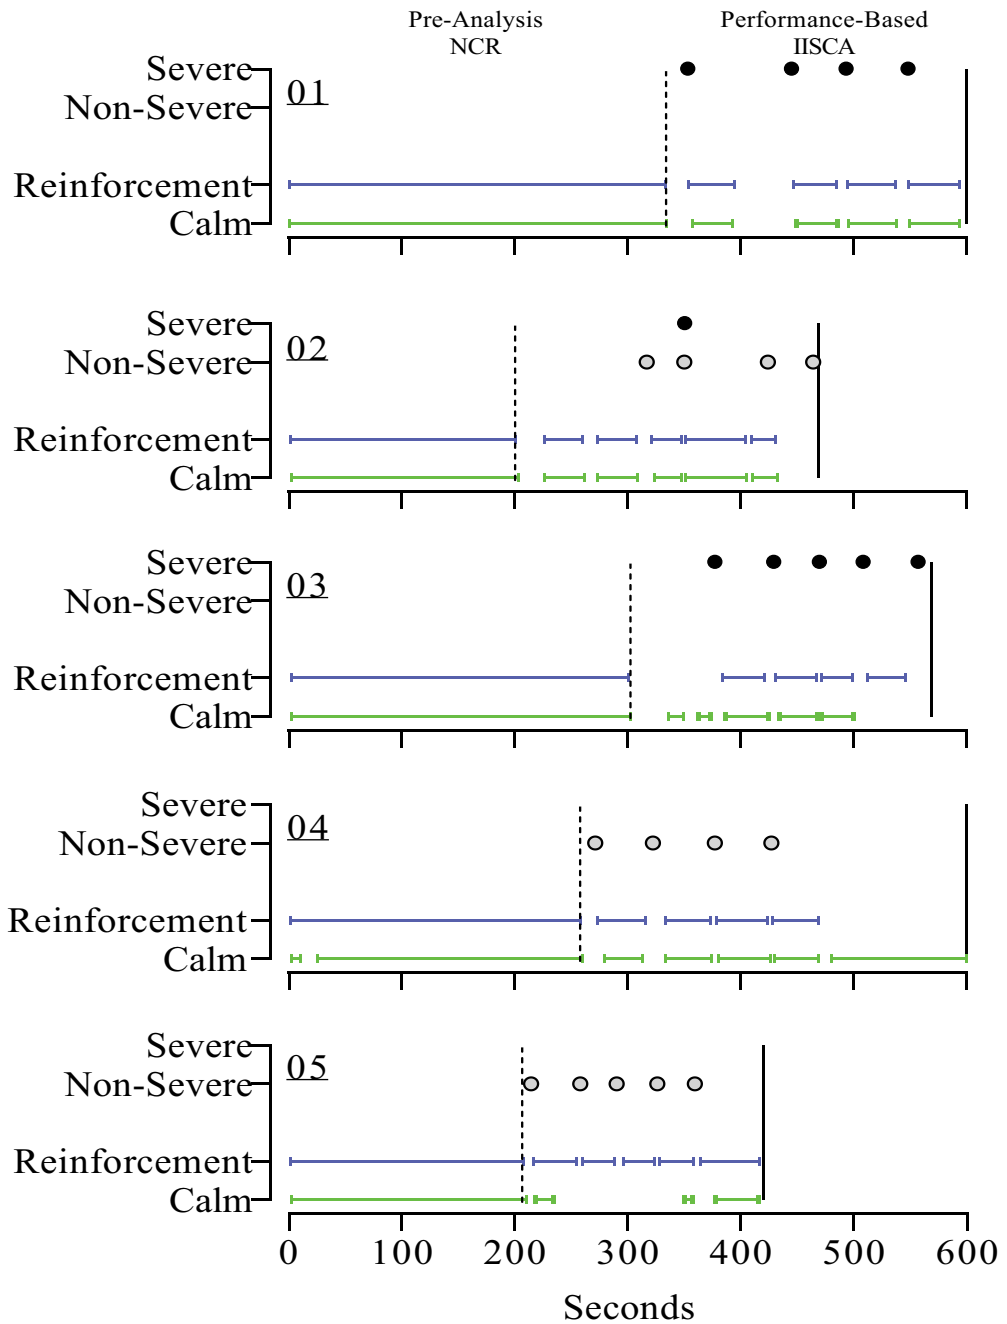 Pre-Analysis
NCR
Performance-Based
IISCA
Severe
Non-Severe
01
Reinforcement
Calm
Severe
Non-Severe
02
Reinforcement
Calm
Severe
Non-Severe
03
Reinforcement
Calm
Severe
Non-Severe
04
Reinforcement
Calm
Severe
Non-Severe
05
Reinforcement
Calm
0 100 200 300 400 500 600
Seconds